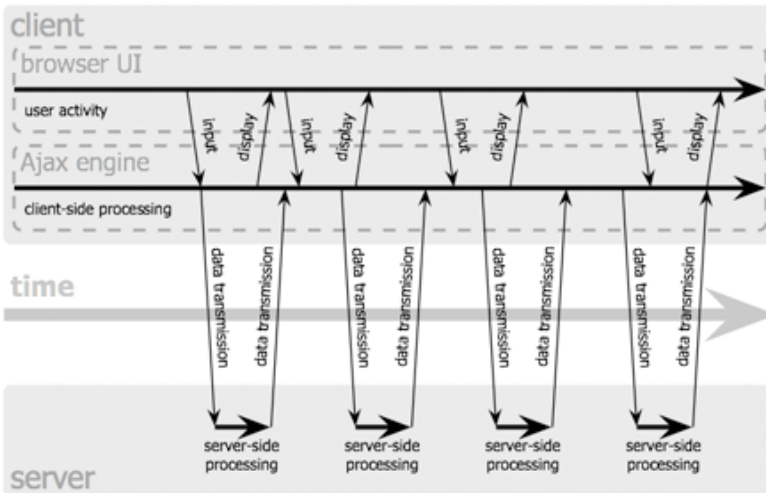 client
browser UI
user activity
input
display
input
display
input
display
input
display
Ajax engine
client-side processing
data transmission
data transmission
data transmission
data transmission
data transmission
data transmission
data transmission
data transmission
time
server-side
processing
server-side
processing
server-side
processing
server-side
processing
server